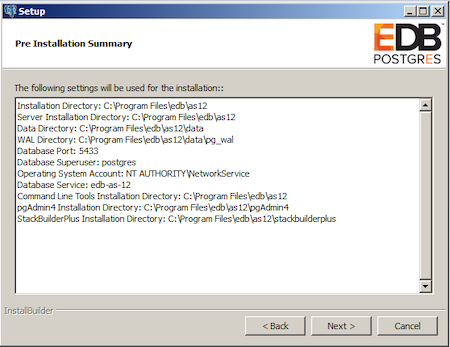 Setup
Pre Installation Summary
EDB
POSTGRES
The following settings will be used for the installation::
Installation Directory: C:\Program Files\edb\as12
Server Installation Directory: C:\Program Files\edb\as12
Data Directory: C:\Program Files\edb\as12\data
WAL Directory: C:\Program Files\edb\as12\data\pg_wal
Database Port: 5433
Database Superuser: postgres
Operating System Account: NT AUTHORITY\NetworkService
Database Service: edb-as-12
Command Line Tools Installation Directory: C:\Program Files\edb\as12
pgAdmin4 Installation Directory: C:\Program Files\edb\as12\pgAdmin4
StackBuilderPlus Installation Directory: C:\Program Files\edb\as12\stackbuilderplus
InstallBuilder
< Back
Next >
Cancel